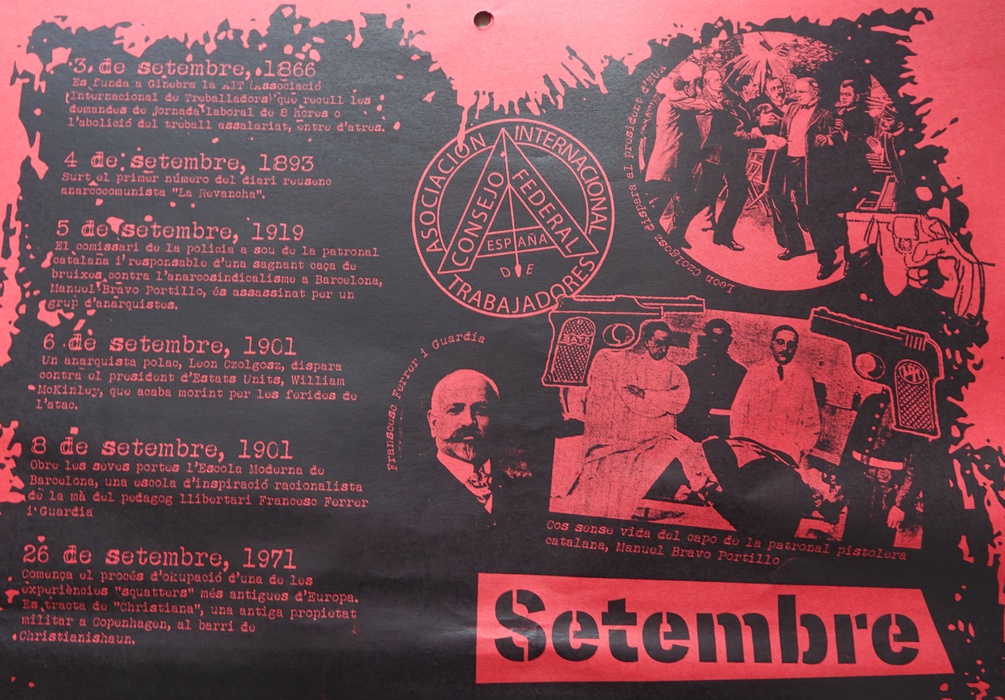 3 de setembre, 1866
Es funda a Ginebra la AIT (Associació
Internacional de Treballadors) que recull les
demandes de jornada laboral de 8 hores o
l'abolició del treball assalariat, entre d'atres.
4 de setembre, 1893
Surt el primer número del diari reusenc
anarcocomunista "La Revancha".
5 de setembre, 1919
El comissari de la policia a sou de la patronal
catalana i responsable d'una sagnant caça de
bruixes contra l'anarcosindicalisme a Barcelona,
Manuel Bravo Portillo, és assassinat per un
grup d'anarquistes.
6 de setembre, 1901
Un anarquista polac, Leon Czolgosz, dispara
contra el president d'Estats Units, William
McKinley, que acaba morint per les ferides de
l'atac.
8 de setembre, 1901
Obre les seves portes l'Escola Moderna de
Barcelona, una escola d'inspiració racionalista
de la mà del pedagog llibertari Francesc Ferrer
i Guardia
26 de setembre, 1971
Comença el procés d'okupació d'una de les
experiències "squatters" més antigues d'Europa.
Es tracta de "Christiana", una antiga propietat
militar a Copenhagen, al barri de
Christianishaun.
ASOCIACIÓN INTERNACIONAL
TRABAJADORES
CONSEJO FEDERAL
ESPAÑA
DE
Leon Czolgosz dispara al president d'EUA
Franscesc Ferrer i Guardia
Cos sense vida del capo de la patronal pistolera
catalana, Manuel Bravo Portillo
Setembre